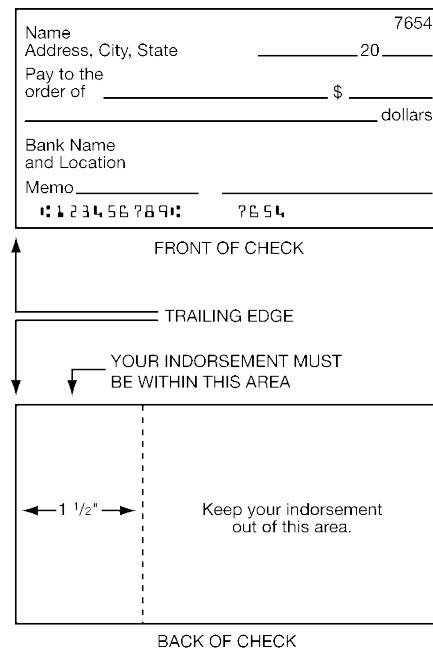 7654
Name
Address, City, State 20
Pay to the
order of $
dollars
Bank Name
and Location
Memo
⑆123456789⑆ 7654
FRONT OF CHECK
TRAILING EDGE
YOUR INDORSEMENT MUST
BE WITHIN THIS AREA
1 1/2"
Keep your indorsement
out of this area.
BACK OF CHECK